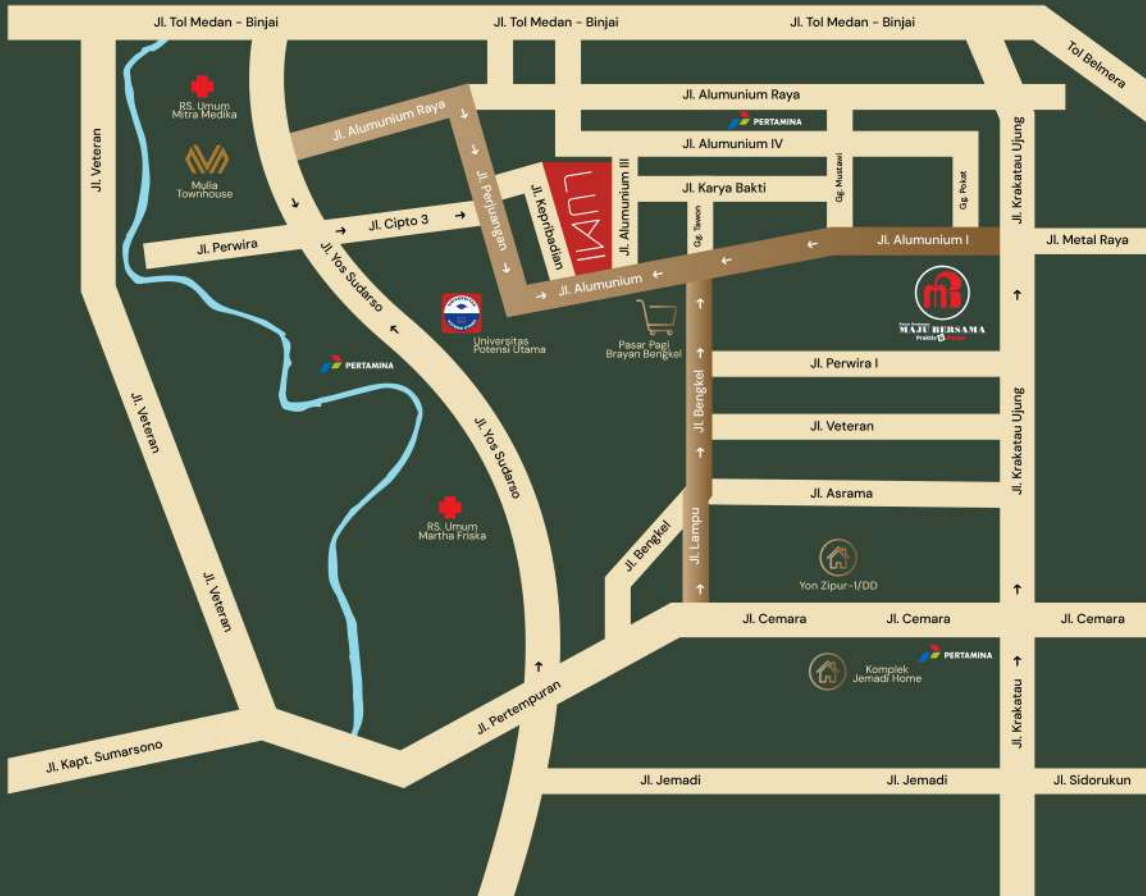 Jl. Tol Medan - Binjai
Jl. Tol Medan - Binjai
Jl. Tol Medan - Binjai
Tol Belmera
RS. Umum
Mitra Medika
Mulia
Townhouse
Jl. Veteran
Jl. Alumunium Raya
Jl. Alumunium Raya
PERTAMINA
Jl. Alumunium IV
Jl. Krakatau Ujung
Jl. Perjuangan
Jl. Kepribadian
LUMI
Jl. Alumunium III
Jl. Karya Bakti
Gg. Mustawi
Gg. Pokat
Gg. Tawon
Jl. Perwira
Jl. Cipto 3
Jl. Alumunium I
Jl. Metal Raya
Jl. Yos Sudarso
Jl. Alumunium
UNIVERSITAS
Universitas
Potensi Utama
Pasar Pagi
Brayan Bengkel
MAJU BERSAMA
PERTAMINA
Jl. Perwira I
Jl. Bengkel
Jl. Veteran
Jl. Veteran
Jl. Krakatau Ujung
Jl. Yos Sudarso
Jl. Asrama
RS. Umum
Martha Friska
Jl. Bengkel
Jl. Lampu
Yon Zipur-1/DD
Jl. Veteran
Jl. Cemara
Jl. Cemara
Jl. Cemara
PERTAMINA
Komplek
Jemadi Home
Jl. Pertempuran
Jl. Krakatau
Jl. Kapt. Sumarsono
Jl. Jemadi
Jl. Jemadi
Jl. Sidorukun